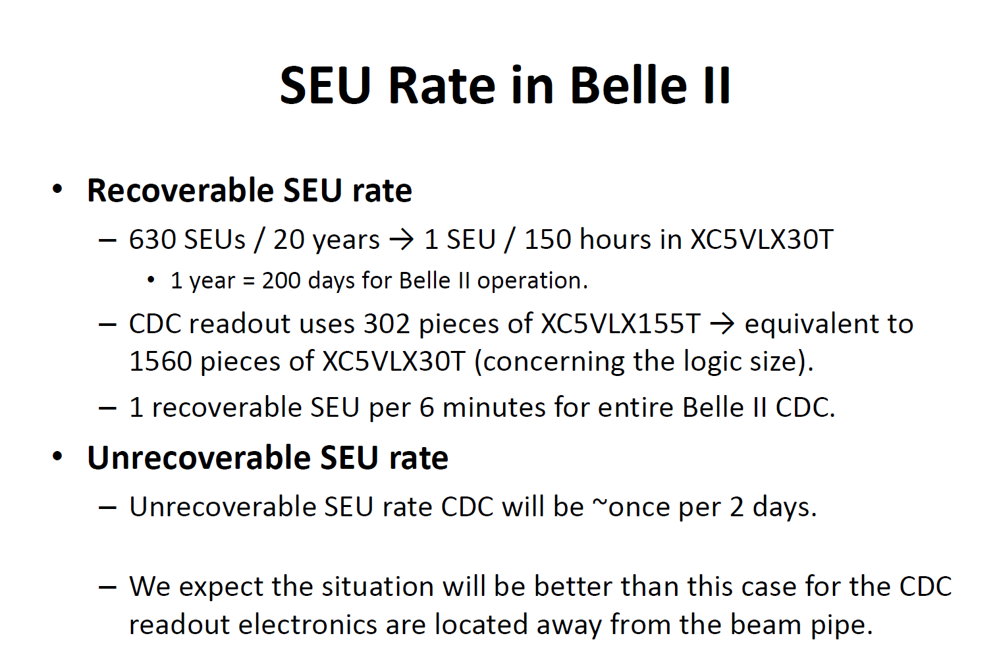 SEU Rate in Belle II
• Recoverable SEU rate
– 630 SEUs / 20 years → 1 SEU / 150 hours in XC5VLX30T
• 1 year = 200 days for Belle II operation.
– CDC readout uses 302 pieces of XC5VLX155T → equivalent to
1560 pieces of XC5VLX30T (concerning the logic size).
– 1 recoverable SEU per 6 minutes for entire Belle II CDC.
• Unrecoverable SEU rate
– Unrecoverable SEU rate CDC will be ~once per 2 days.
– We expect the situation will be better than this case for the CDC
readout electronics are located away from the beam pipe.